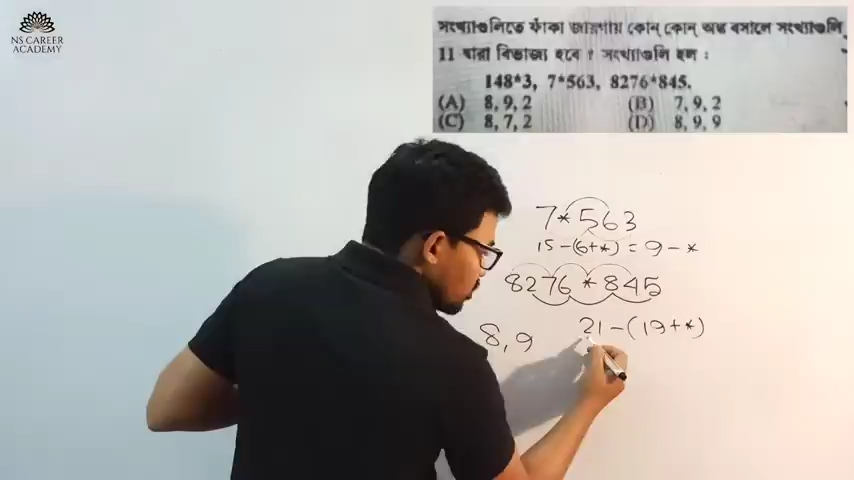 NS CAREER
ACADEMY
সংখ্যাগুলিতে ফাঁকা জায়গায় কোন্ কোন্ অঙ্ক বসালে সংখ্যাগুলি
11 দ্বারা বিভাজ্য হবে ? সংখ্যাগুলি হল :
148*3, 7*563, 8276*845.
(A) 8, 9, 2 (B) 7, 9, 2
(C) 8, 7, 2 (D) 8, 9, 9
7*563
15-(6+*) = 9-*
8276*845
8, 9 21-(19+*)